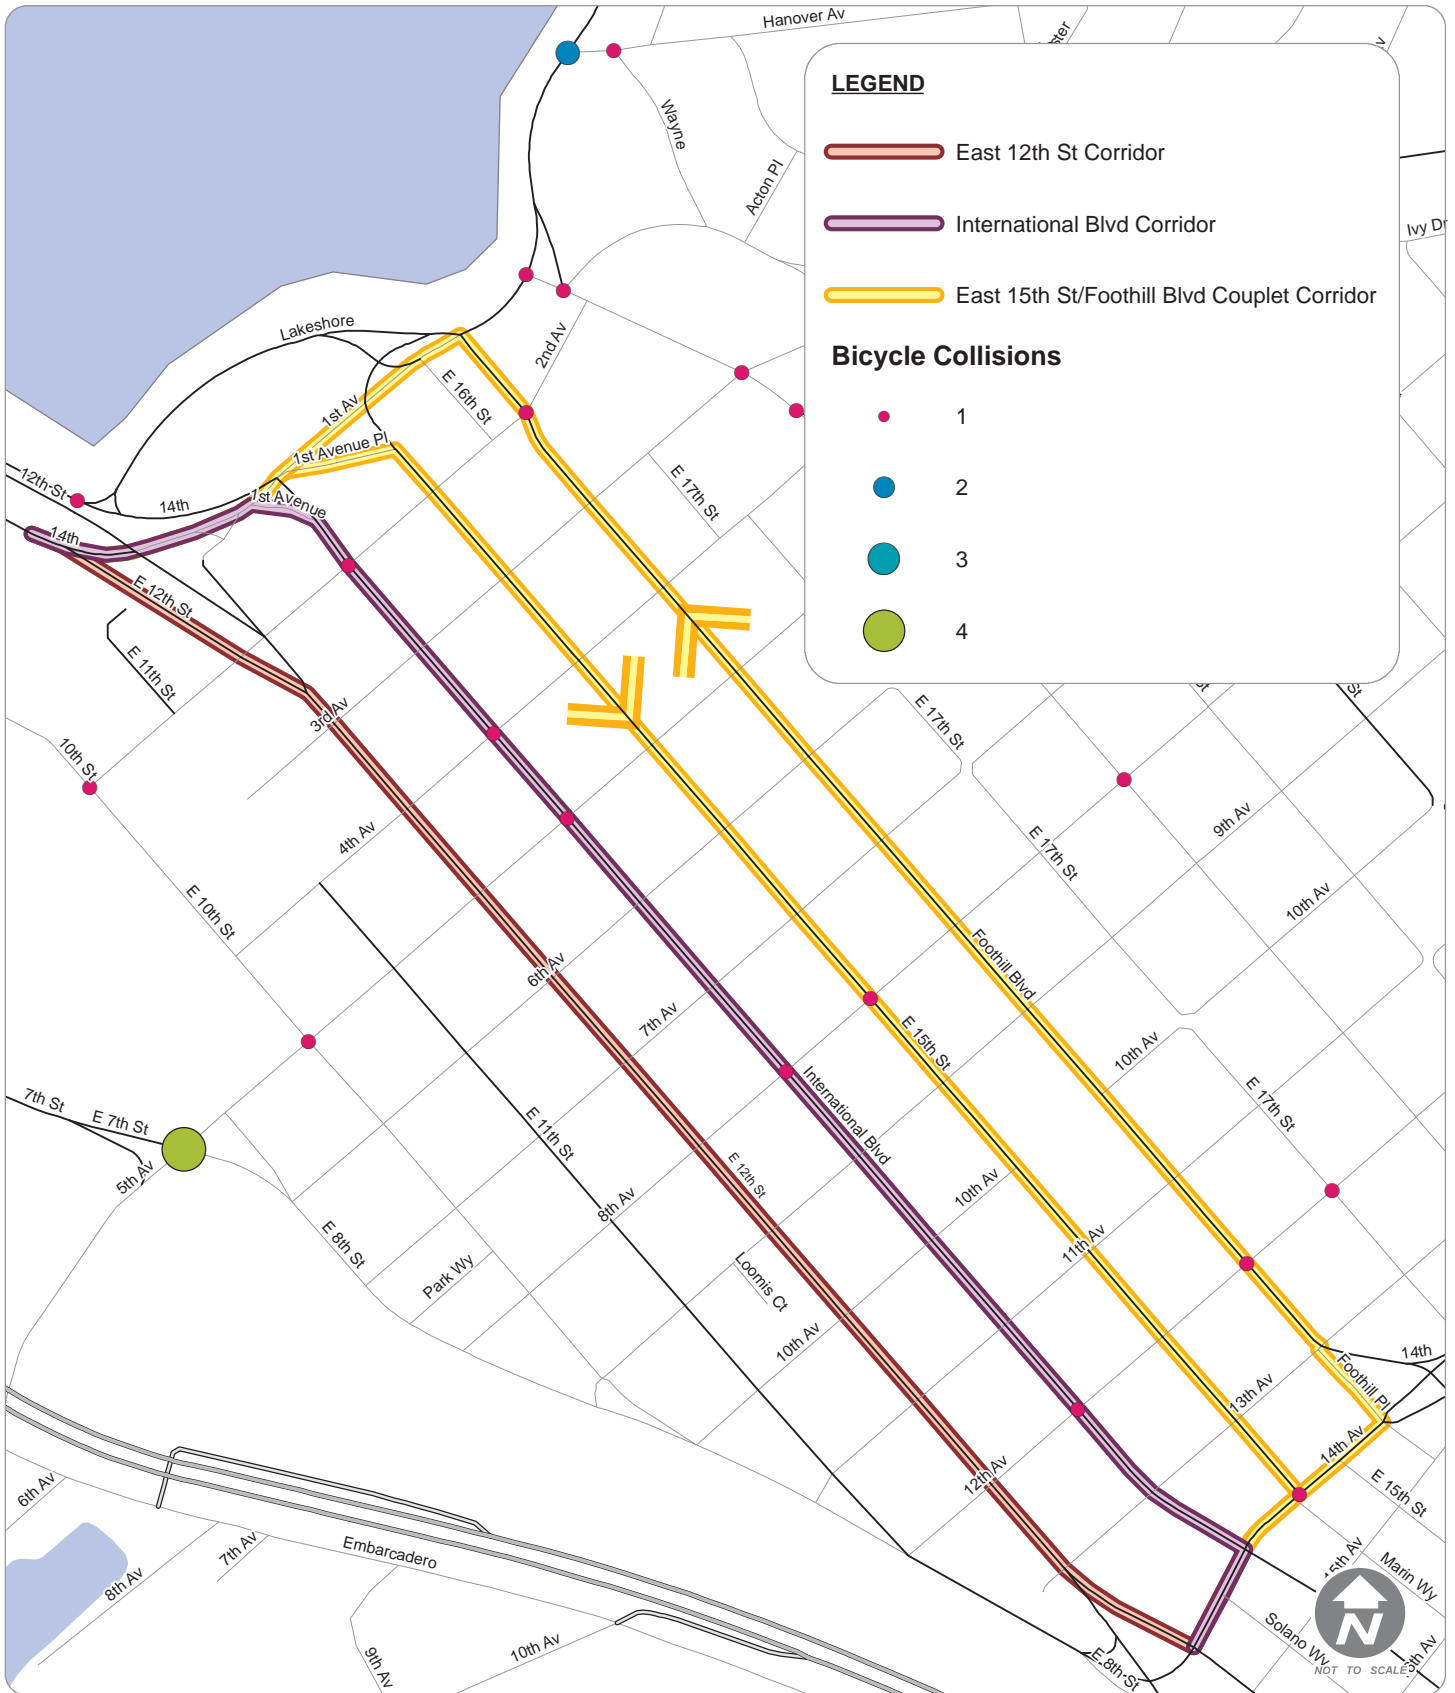 Hanover Av
Wayne
Acton Pl
Ivy Dr
LEGEND
East 12th St Corridor
International Blvd Corridor
East 15th St/Foothill Blvd Couplet Corridor
Bicycle Collisions
1
2
3
4
Lakeshore
2nd Av
E 16th St
1st Av
1st Avenue Pl
1st Avenue
12th St
14th
14th
E 17th St
E 12th St
E 11th St
3rd Av
10th St
4th Av
E 17th St
9th Av
E 17th St
10th Av
E 10th St
6th Av
Foothill Blvd
7th Av
E 15th St
10th Av
7th St
E 7th St
5th Av
E 11th St
International Blvd
E 17th St
E 12th St
10th Av
8th Av
11th Av
E 8th St
Park Wy
Loomis Ct
10th Av
14th
Foothill Pl
13th Av
14th Av
12th Av
E 15th St
6th Av
7th Av
8th Av
Embarcadero
15th Av
Marin Wy
9th Av
10th Av
E 8th St
Solano Wy
N
NOT TO SCALE